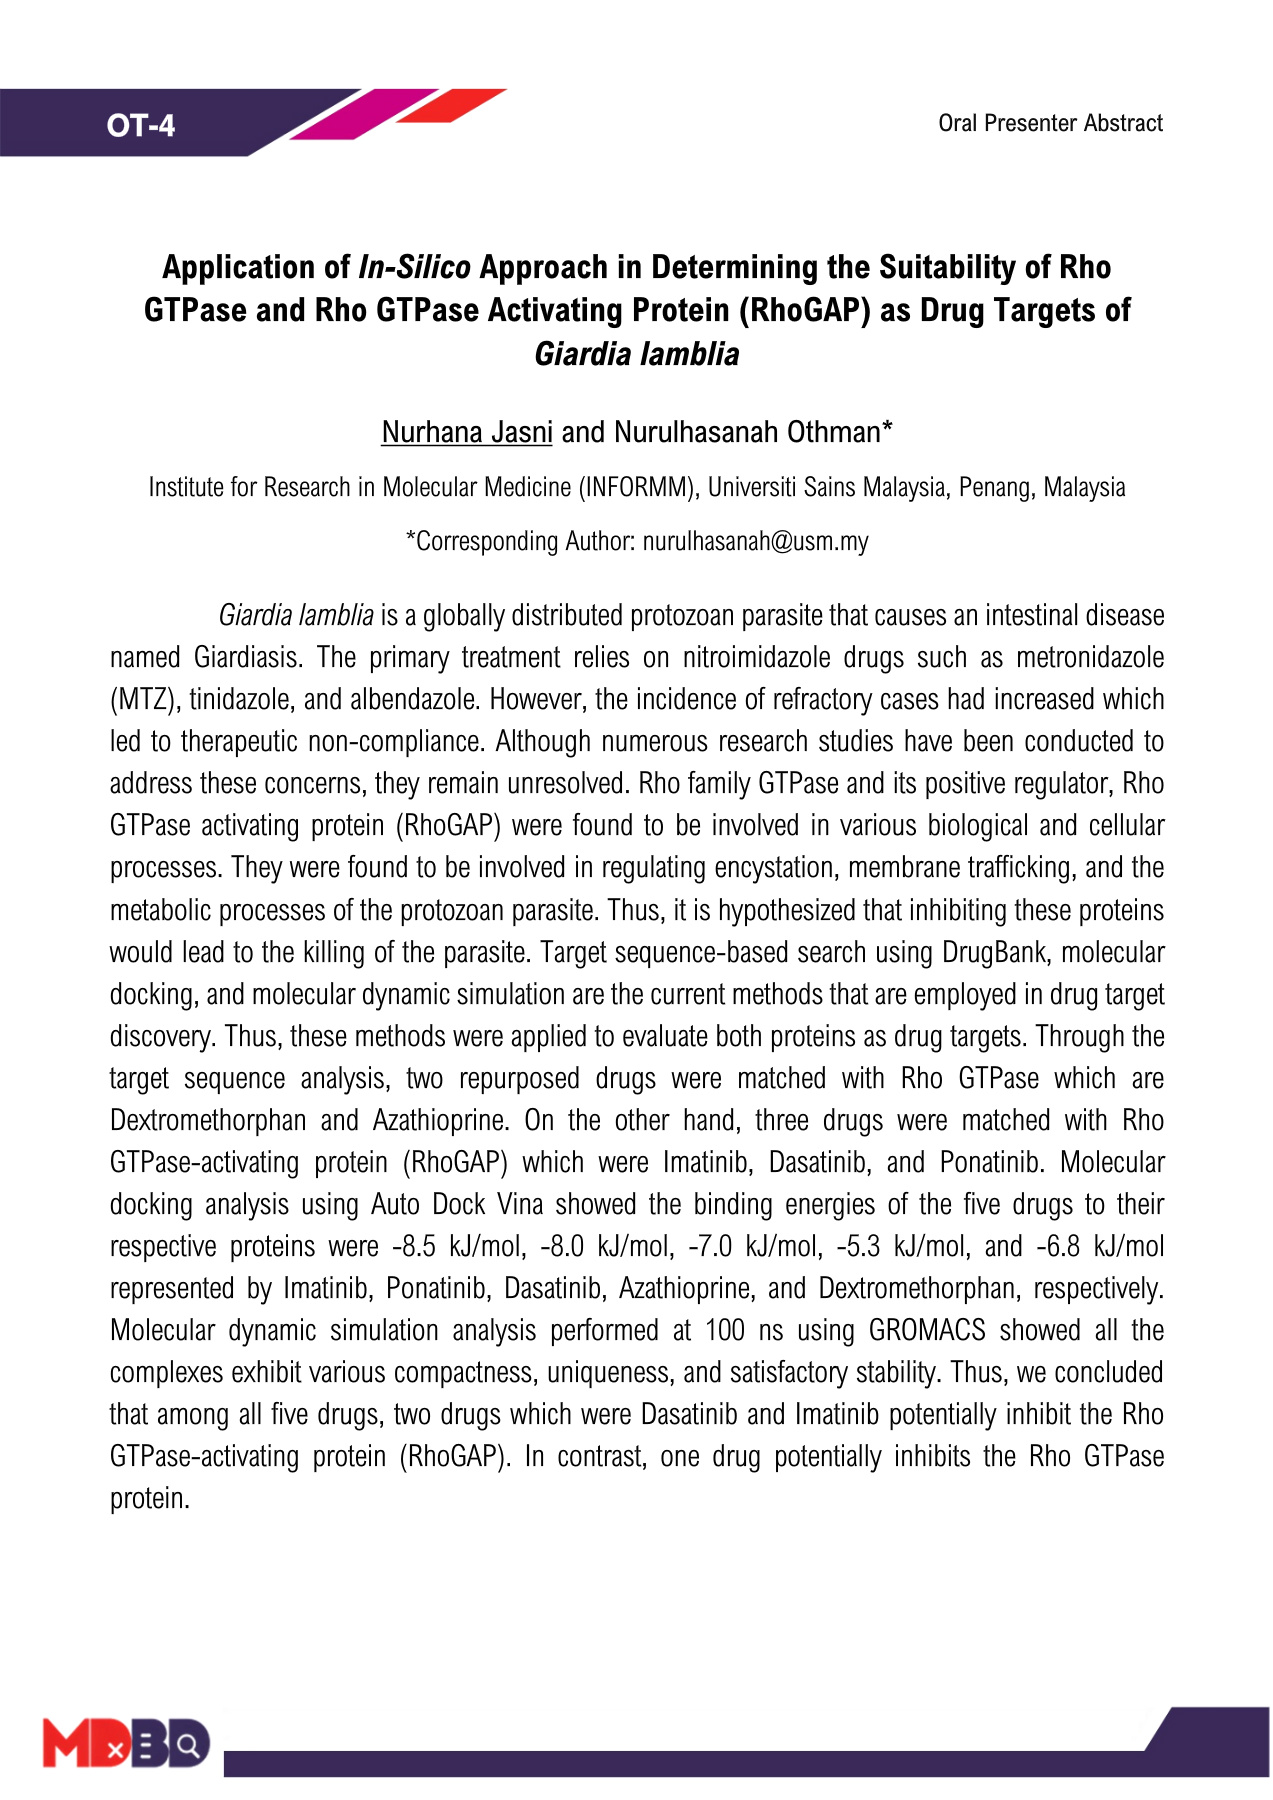 OT-4
Oral Presenter Abstract
Application of In-Silico Approach in Determining the Suitability of Rho
GTPase and Rho GTPase Activating Protein (RhoGAP) as Drug Targets of
Giardia lamblia
Nurhana Jasni and Nurulhasanah Othman*
Institute for Research in Molecular Medicine (INFORMM), Universiti Sains Malaysia, Penang, Malaysia
*Corresponding Author: nurulhasanah@usm.my
Giardia lamblia is a globally distributed protozoan parasite that causes an intestinal disease
named Giardiasis. The primary treatment relies on nitroimidazole drugs such as metronidazole
(MTZ), tinidazole, and albendazole. However, the incidence of refractory cases had increased which
led to therapeutic non-compliance. Although numerous research studies have been conducted to
address these concerns, they remain unresolved. Rho family GTPase and its positive regulator, Rho
GTPase activating protein (RhoGAP) were found to be involved in various biological and cellular
processes. They were found to be involved in regulating encystation, membrane trafficking, and the
metabolic processes of the protozoan parasite. Thus, it is hypothesized that inhibiting these proteins
would lead to the killing of the parasite. Target sequence-based search using DrugBank, molecular
docking, and molecular dynamic simulation are the current methods that are employed in drug target
discovery. Thus, these methods were applied to evaluate both proteins as drug targets. Through the
target sequence analysis, two repurposed drugs were matched with Rho GTPase which are
Dextromethorphan and Azathioprine. On the other hand, three drugs were matched with Rho
GTPase-activating protein (RhoGAP) which were Imatinib, Dasatinib, and Ponatinib. Molecular
docking analysis using Auto Dock Vina showed the binding energies of the five drugs to their
respective proteins were -8.5 kJ/mol, -8.0 kJ/mol, -7.0 kJ/mol, -5.3 kJ/mol, and -6.8 kJ/mol
represented by Imatinib, Ponatinib, Dasatinib, Azathioprine, and Dextromethorphan, respectively.
Molecular dynamic simulation analysis performed at 100 ns using GROMACS showed all the
complexes exhibit various compactness, uniqueness, and satisfactory stability. Thus, we concluded
that among all five drugs, two drugs which were Dasatinib and Imatinib potentially inhibit the Rho
GTPase-activating protein (RhoGAP). In contrast, one drug potentially inhibits the Rho GTPase
protein.
MDxBD